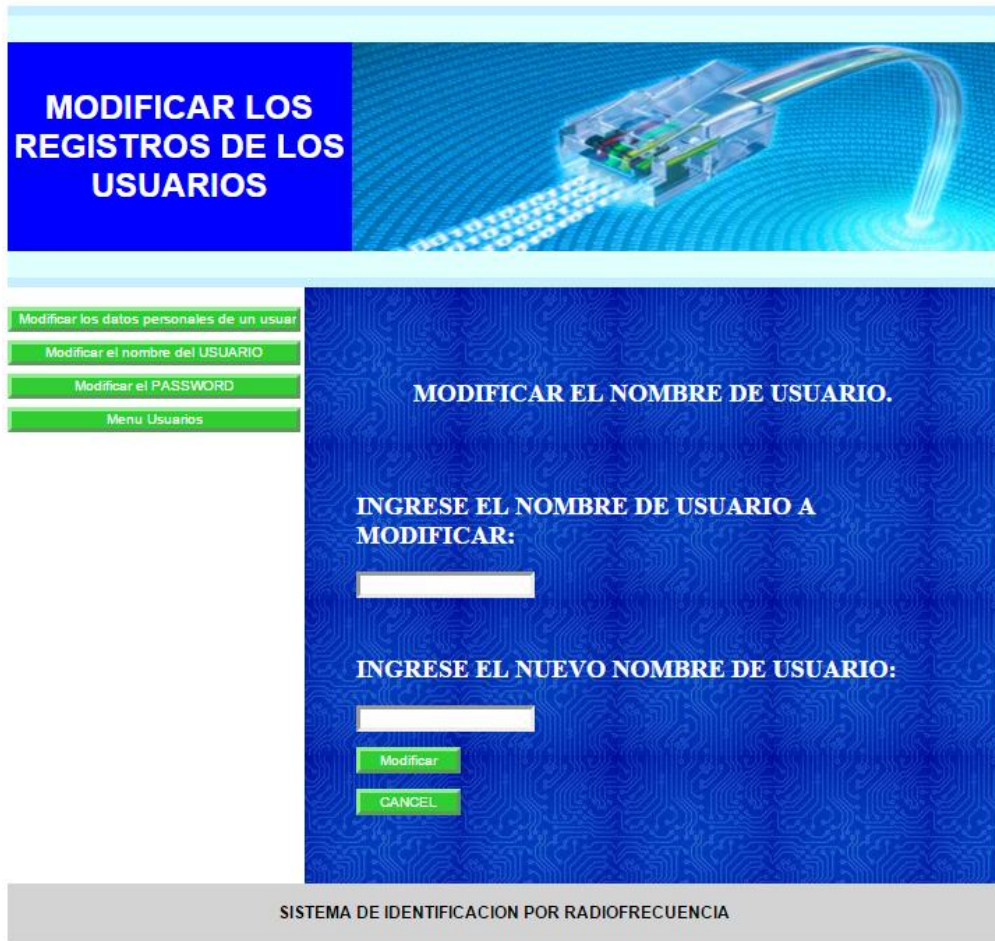 MODIFICAR LOS
REGISTROS DE LOS
USUARIOS
Modificar los datos personales de un usuar
Modificar el nombre del USUARIO
Modificar el PASSWORD
Menu Usuarios
MODIFICAR EL NOMBRE DE USUARIO.
INGRESE EL NOMBRE DE USUARIO A
MODIFICAR:
INGRESE EL NUEVO NOMBRE DE USUARIO:
Modificar
CANCEL
SISTEMA DE IDENTIFICACION POR RADIOFRECUENCIA